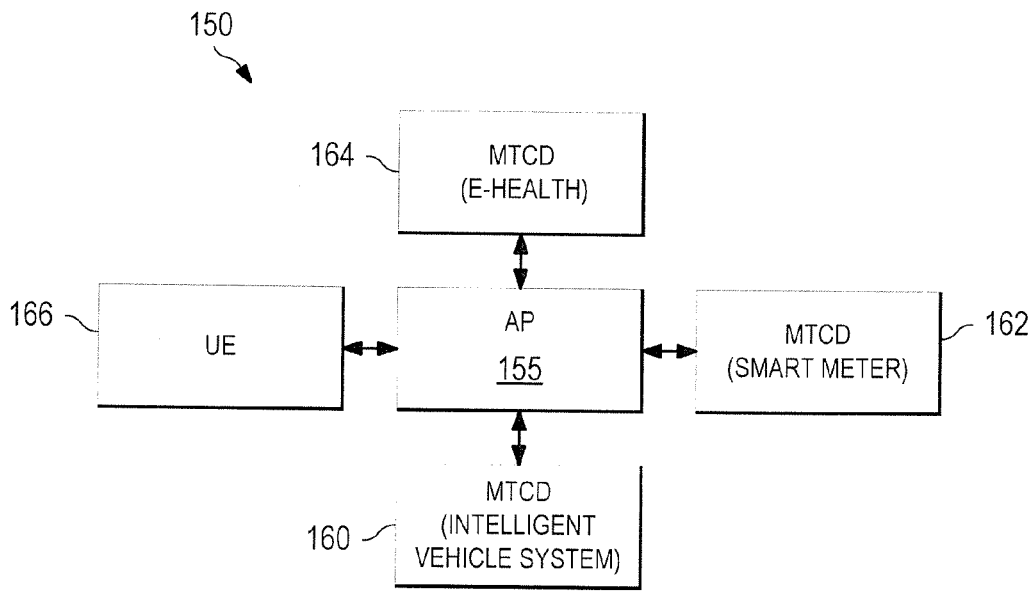 150
164
MTCD
(E-HEALTH)
166
UE
AP
155
MTCD
(SMART METER)
162
160
MTCD
(INTELLIGENT
VEHICLE SYSTEM)